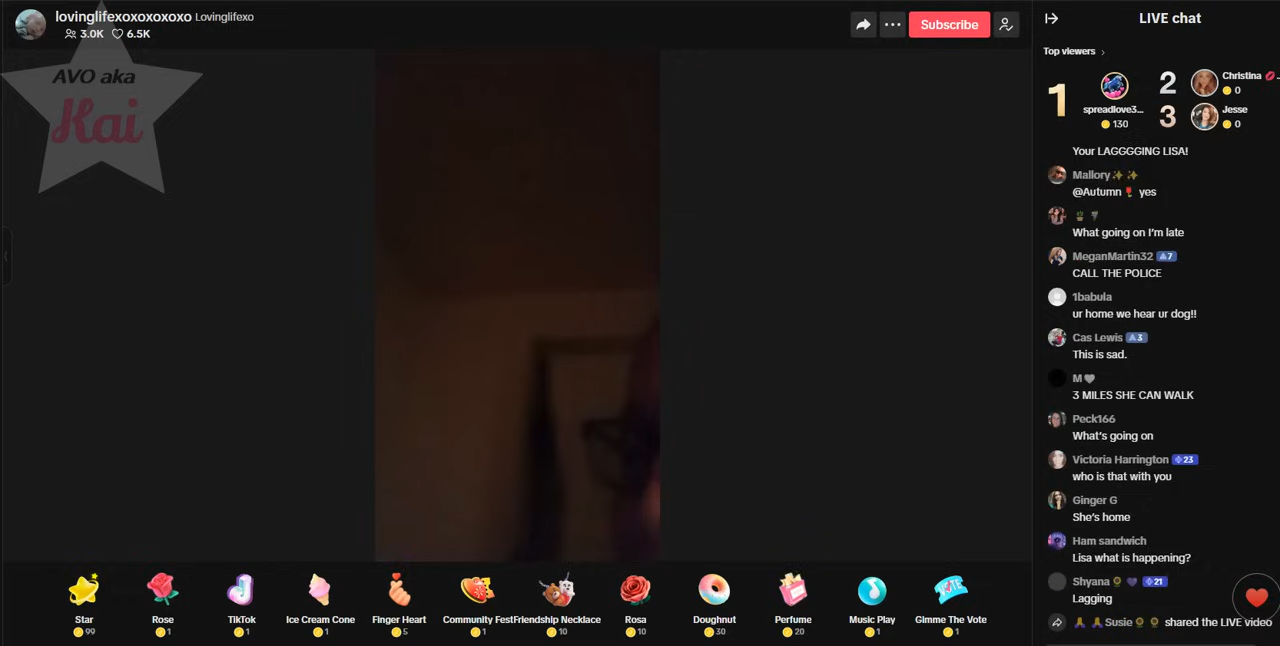 lovinglifexoxoxoxoxo Lovinglifexo
3.0K 6.5K
Subscribe
AVO aka
Kai
LIVE chat
Top viewers
1
spreadlove3...
130
2
Christina
0
3
Jesse
0
Your LAGGGGING LISA!
Mallory
@Autumn yes
What going on I'm late
MeganMartin32 7
CALL THE POLICE
1babula
ur home we hear ur dog!!
Cas Lewis 3
This is sad.
M
3 MILES SHE CAN WALK
Peck166
What's going on
Victoria Harrington 23
who is that with you
Ginger G
She's home
Ham sandwich
Lisa what is happening?
Shyana 21
Lagging
Susie shared the LIVE video
Star
99
Rose
1
TikTok
1
Ice Cream Cone
1
Finger Heart
5
Community Fest
1
Friendship Necklace
10
Rosa
10
Doughnut
30
Perfume
20
Music Play
1
Gimme The Vote
1